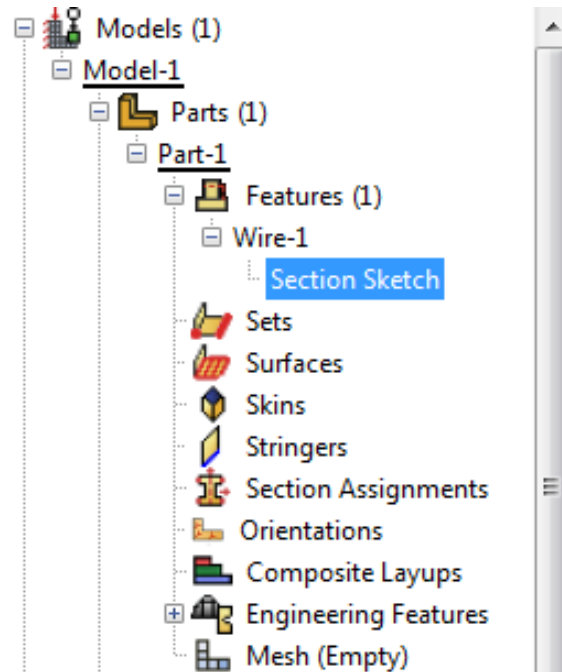 Models (1)
Model-1
Parts (1)
Part-1
Features (1)
Wire-1
Section Sketch
Sets
Surfaces
Skins
Stringers
Section Assignments
Orientations
Composite Layups
Engineering Features
Mesh (Empty)